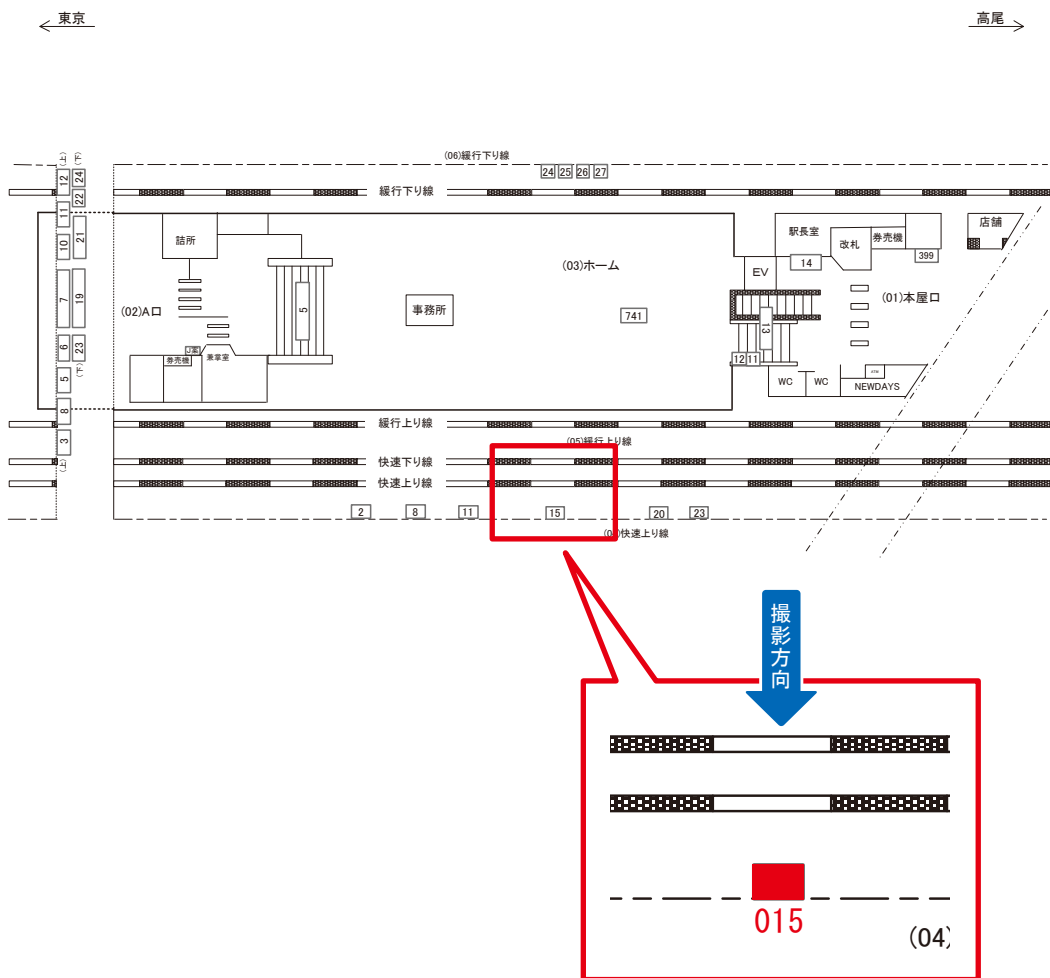 東京
高尾
(06)緩行下り線
(上)
(下)
12
24
22
11
10
21
7
19
6
23
(下)
5
8
3
(上)
24 25 26 27
緩行下り線
詰所
(02)A口
5
(03)ホーム
事務所
741
駅長室
改札
券売機
店舗
399
14
EV
(01)本屋口
13
12 11
WC
WC
ATM
NEWDAYS
券売機
兼掌室
緩行上り線
(05)緩行上り線
快速下り線
快速上り線
2
8
11
15
20
23
快速上り線
撮影方向
015
(04)